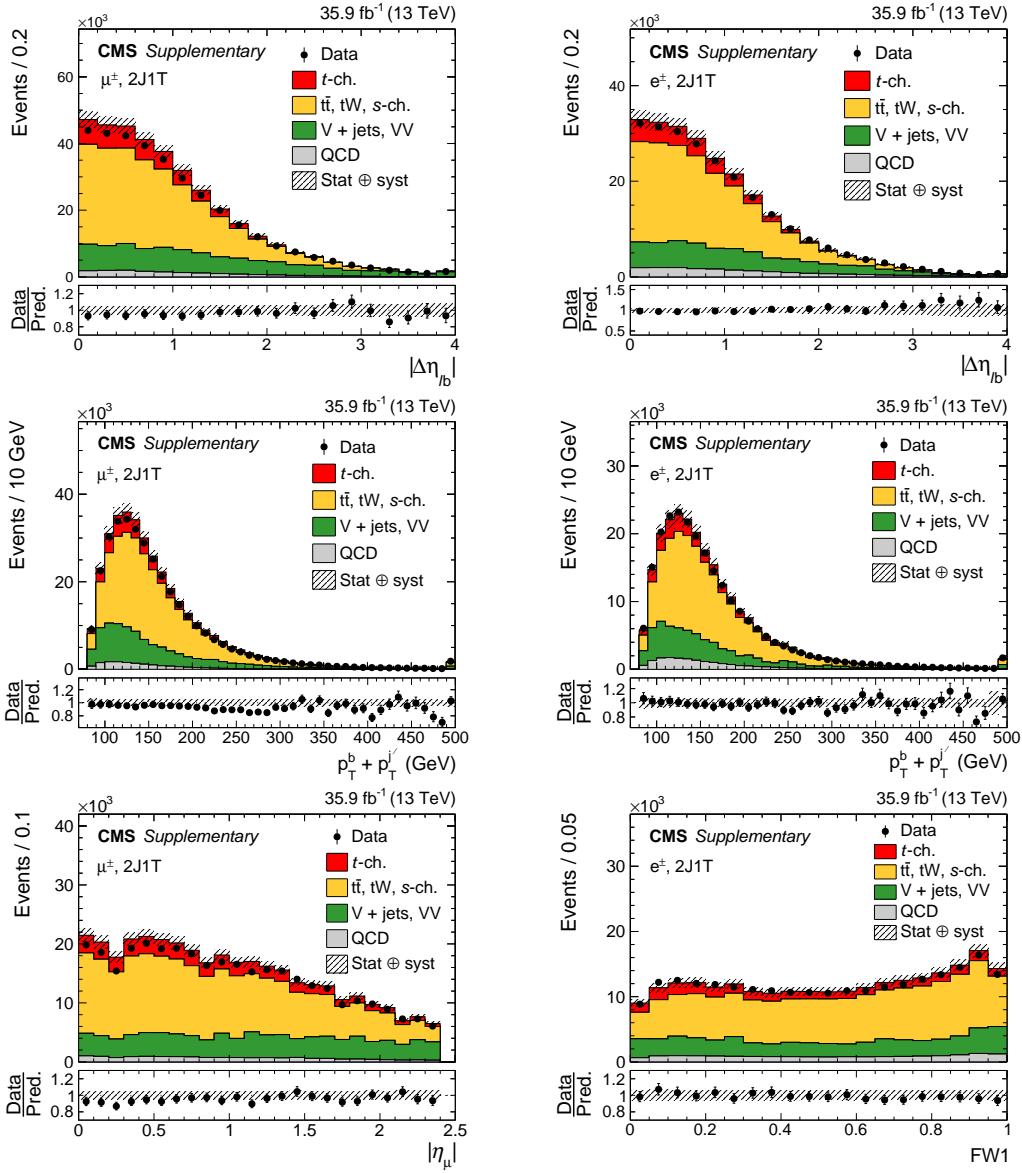 35.9 fb⁻¹ (13 TeV)
×10³
Events / 0.2
CMS Supplementary
μ±, 2J1T
Data
t-ch.
tt̄, tW, s-ch.
V + jets, VV
QCD
Stat ⊕ syst
60
40
20
0
Data
Pred.
1.2
1
0.8
0 1 2 3 4
|Δη_lb|
35.9 fb⁻¹ (13 TeV)
×10³
Events / 0.2
CMS Supplementary
e±, 2J1T
Data
t-ch.
tt̄, tW, s-ch.
V + jets, VV
QCD
Stat ⊕ syst
40
20
0
Data
Pred.
1.5
1
0.5
0 1 2 3 4
|Δη_lb|
35.9 fb⁻¹ (13 TeV)
×10³
Events / 10 GeV
CMS Supplementary
μ±, 2J1T
Data
t-ch.
tt̄, tW, s-ch.
V + jets, VV
QCD
Stat ⊕ syst
40
20
0
Data
Pred.
1.2
1
0.8
100 150 200 250 300 350 400 450 500
p_T^b + p_T^j′ (GeV)
35.9 fb⁻¹ (13 TeV)
×10³
Events / 10 GeV
CMS Supplementary
e±, 2J1T
Data
t-ch.
tt̄, tW, s-ch.
V + jets, VV
QCD
Stat ⊕ syst
30
20
10
0
Data
Pred.
1.2
1
0.8
100 150 200 250 300 350 400 450 500
p_T^b + p_T^j′ (GeV)
35.9 fb⁻¹ (13 TeV)
×10³
Events / 0.1
CMS Supplementary
μ±, 2J1T
Data
t-ch.
tt̄, tW, s-ch.
V + jets, VV
QCD
Stat ⊕ syst
40
30
20
10
0
Data
Pred.
1.2
1
0.8
0 0.5 1 1.5 2 2.5
|η_μ|
35.9 fb⁻¹ (13 TeV)
×10³
Events / 0.05
CMS Supplementary
e±, 2J1T
Data
t-ch.
tt̄, tW, s-ch.
V + jets, VV
QCD
Stat ⊕ syst
30
20
10
0
Data
Pred.
1.2
1
0.8
0 0.2 0.4 0.6 0.8 1
FW1